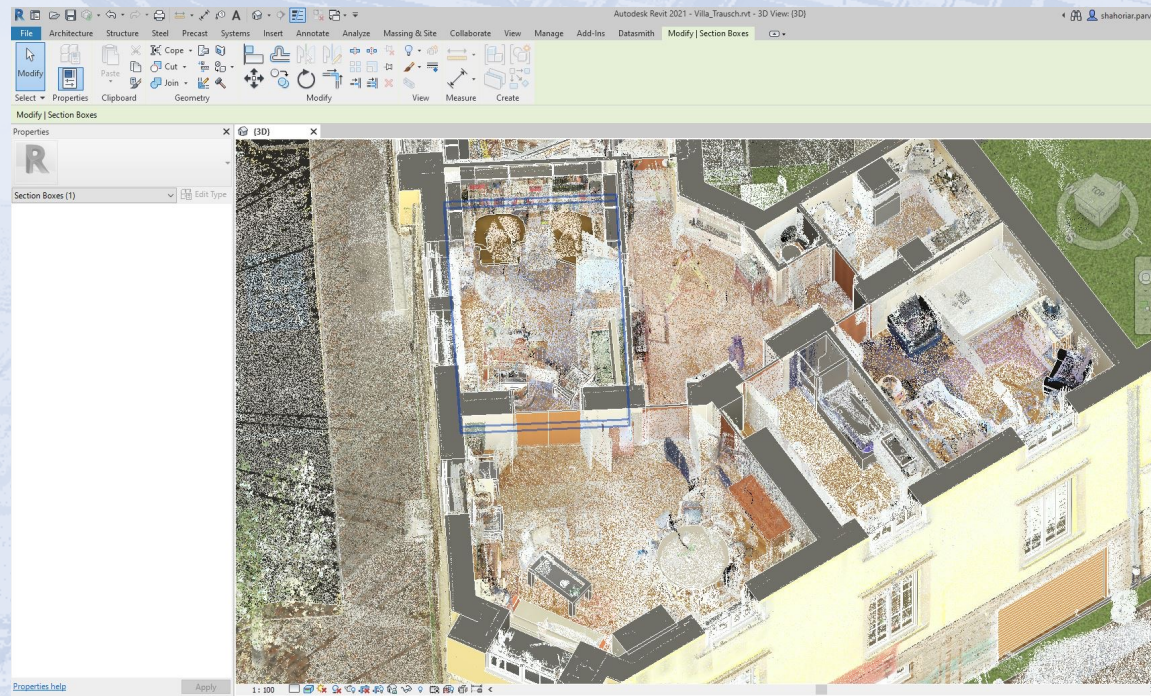 Autodesk Revit 2021 - Villa_Trausch.rvt - 3D View: {3D}
shahoriar.parv
File Architecture Structure Steel Precast Systems Insert Annotate Analyze Massing & Site Collaborate View Manage Add-Ins Datasmith Modify | Section Boxes
Modify
Paste
Cope
Cut
Join
Select Properties Clipboard Geometry Modify View Measure Create
Modify | Section Boxes
Properties
{3D}
R
Section Boxes (1)
Edit Type
TOP
Properties help
Apply
1 : 100